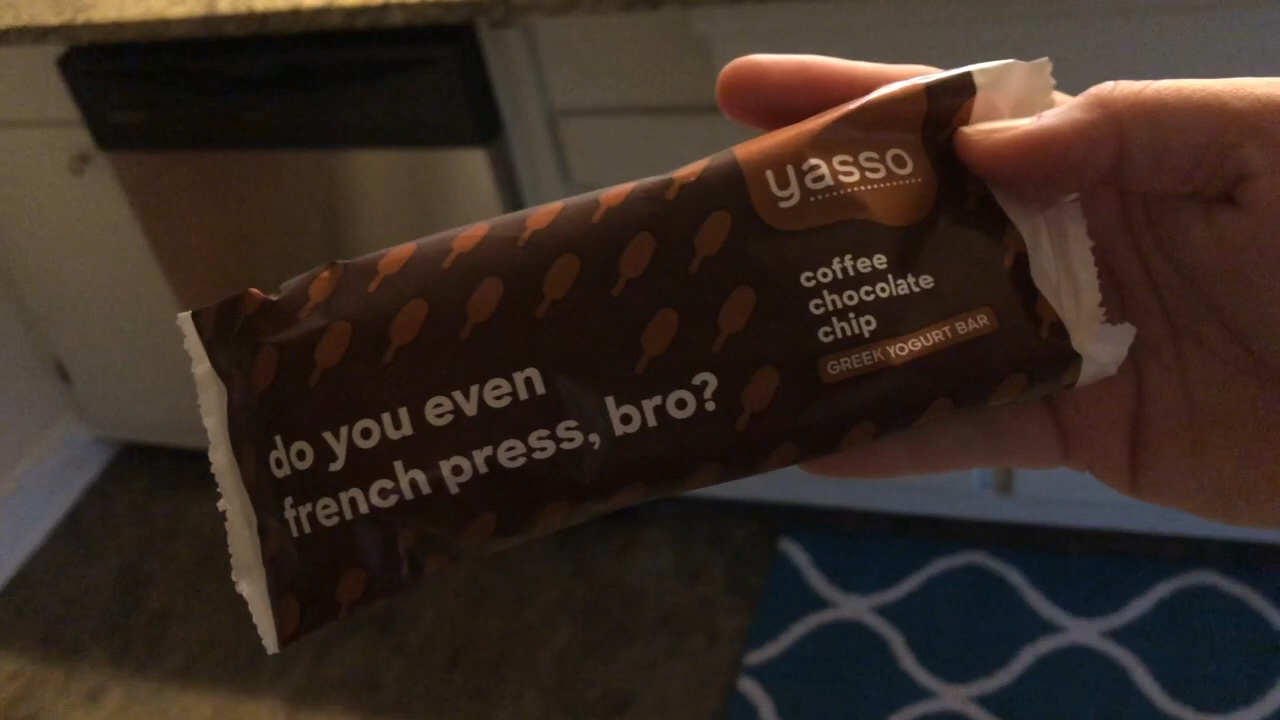 yasso
coffee
chocolate
chip
GREEK YOGURT BAR
do you even
french press, bro?